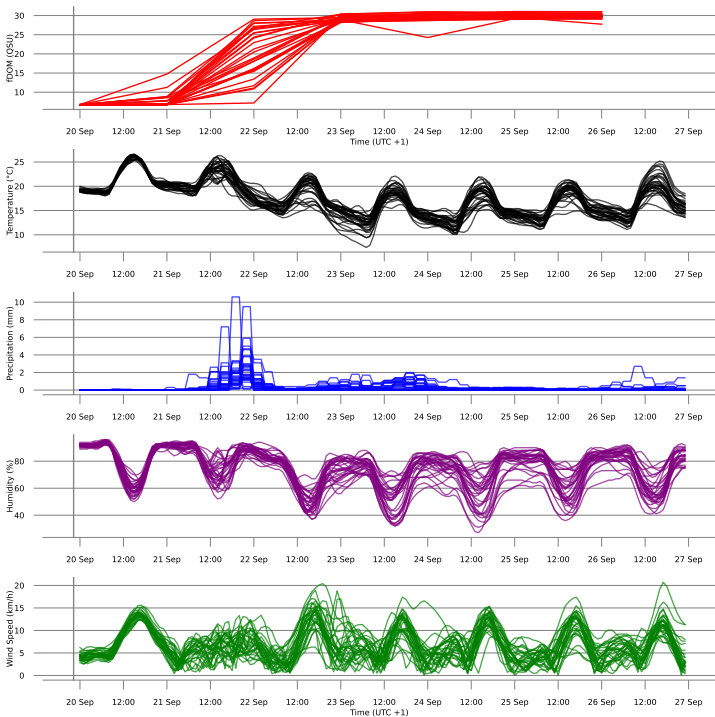 fDOM (QSU)
30
25
20
15
10
20 Sep 12:00 21 Sep 12:00 22 Sep 12:00 23 Sep 12:00 24 Sep 12:00 25 Sep 12:00 26 Sep 12:00 27 Sep
Time (UTC +1)
Temperature (°C)
25
20
15
10
20 Sep 12:00 21 Sep 12:00 22 Sep 12:00 23 Sep 12:00 24 Sep 12:00 25 Sep 12:00 26 Sep 12:00 27 Sep
Precipitation (mm)
10
8
6
4
2
0
20 Sep 12:00 21 Sep 12:00 22 Sep 12:00 23 Sep 12:00 24 Sep 12:00 25 Sep 12:00 26 Sep 12:00 27 Sep
Humidity (%)
80
60
40
20 Sep 12:00 21 Sep 12:00 22 Sep 12:00 23 Sep 12:00 24 Sep 12:00 25 Sep 12:00 26 Sep 12:00 27 Sep
Wind Speed (km/h)
20
15
10
5
0
20 Sep 12:00 21 Sep 12:00 22 Sep 12:00 23 Sep 12:00 24 Sep 12:00 25 Sep 12:00 26 Sep 12:00 27 Sep
Time (UTC +1)